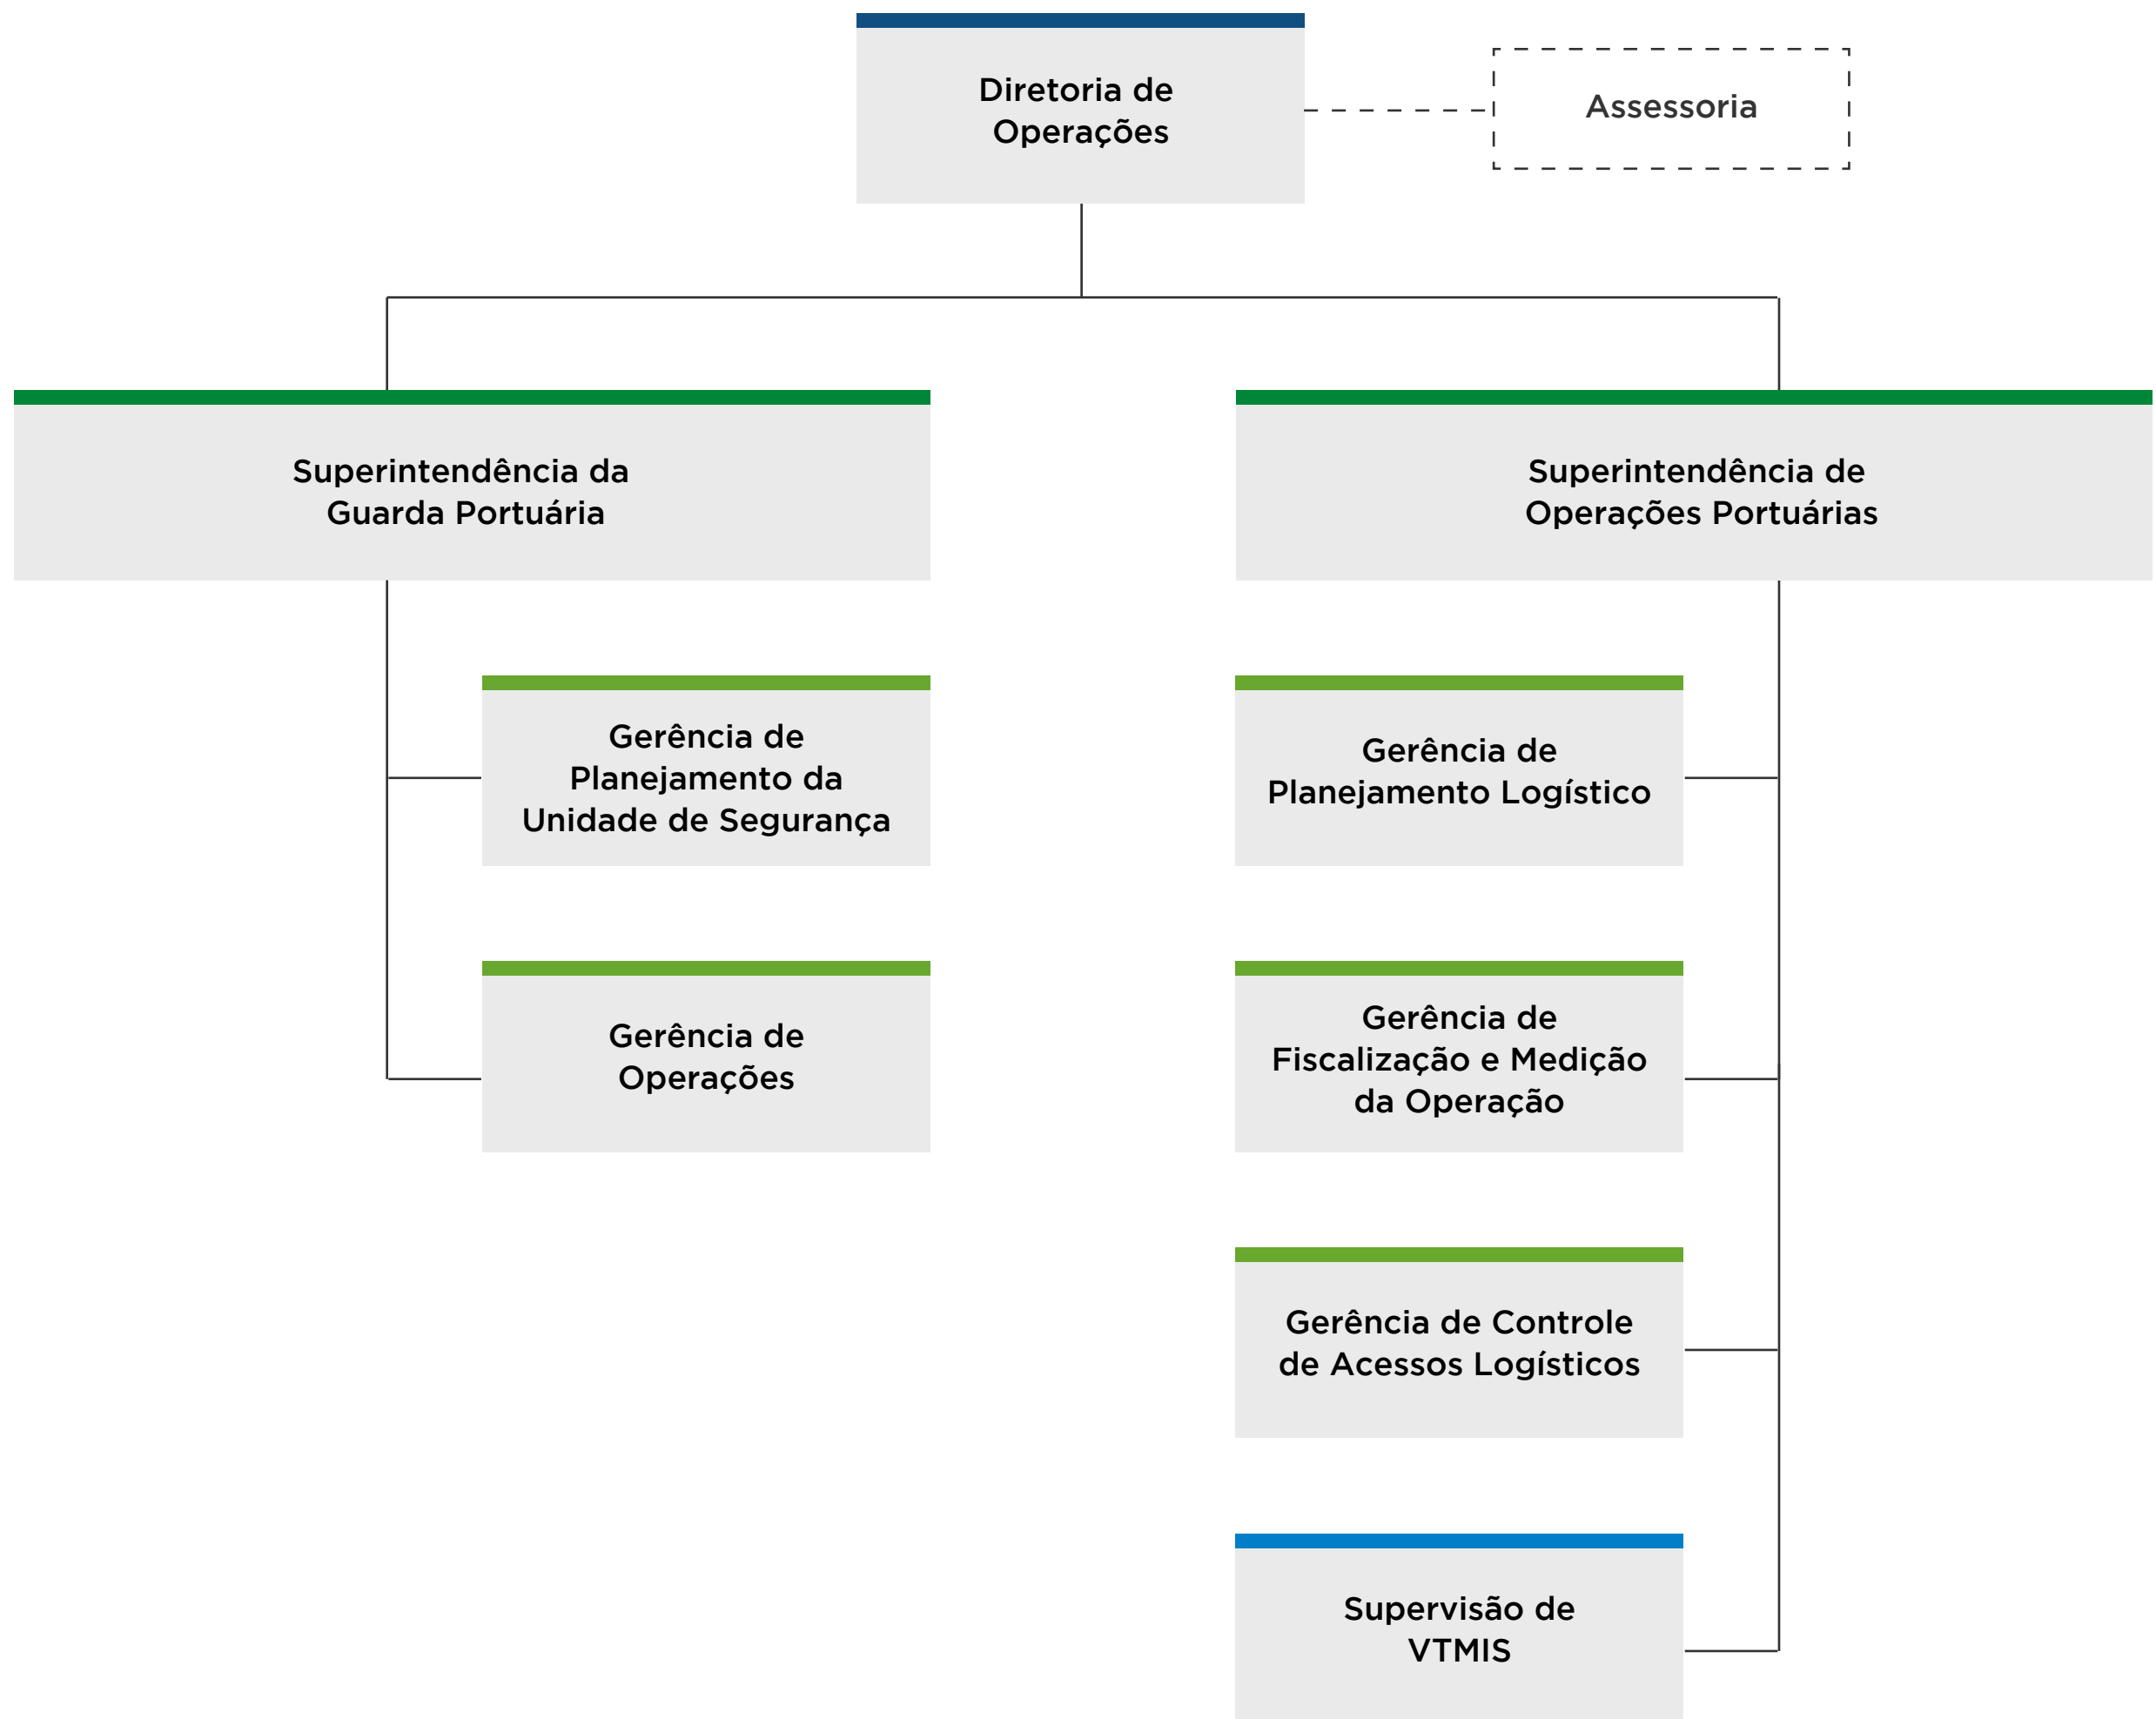 Diretoria de
Operações
Assessoria
Superintendência da
Guarda Portuária
Superintendência de
Operações Portuárias
Gerência de
Planejamento da
Unidade de Segurança
Gerência de
Planejamento Logístico
Gerência de
Operações
Gerência de
Fiscalização e Medição
da Operação
Gerência de Controle
de Acessos Logísticos
Supervisão de
VTMIS